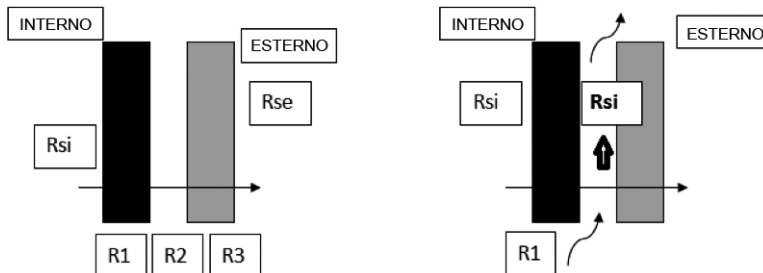 INTERNO
ESTERNO
Rse
Rsi
R1
R2
R3
INTERNO
ESTERNO
Rsi
Rsi
R1